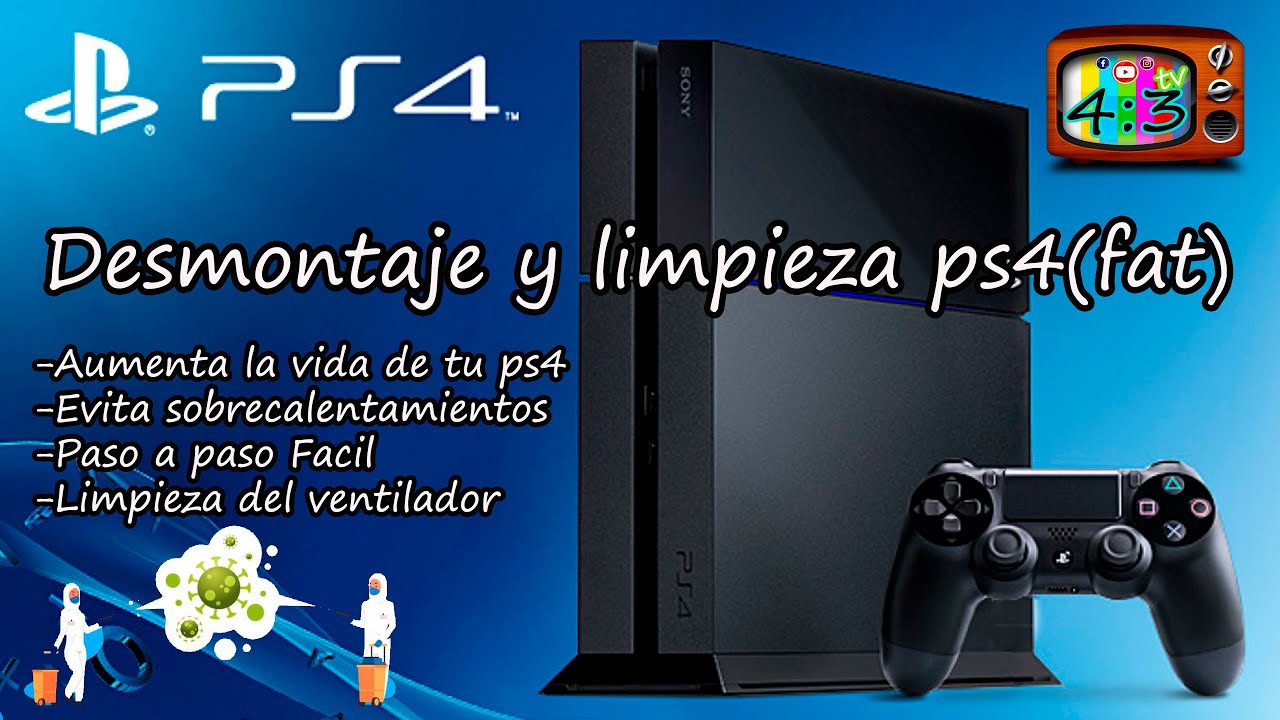 PS4™
SONY
tv
4:3
Desmontaje y limpieza ps4(fat)
-Aumenta la vida de tu ps4
-Evita sobrecalentamientos
-Paso a paso Facil
-Limpieza del ventilador
PS4